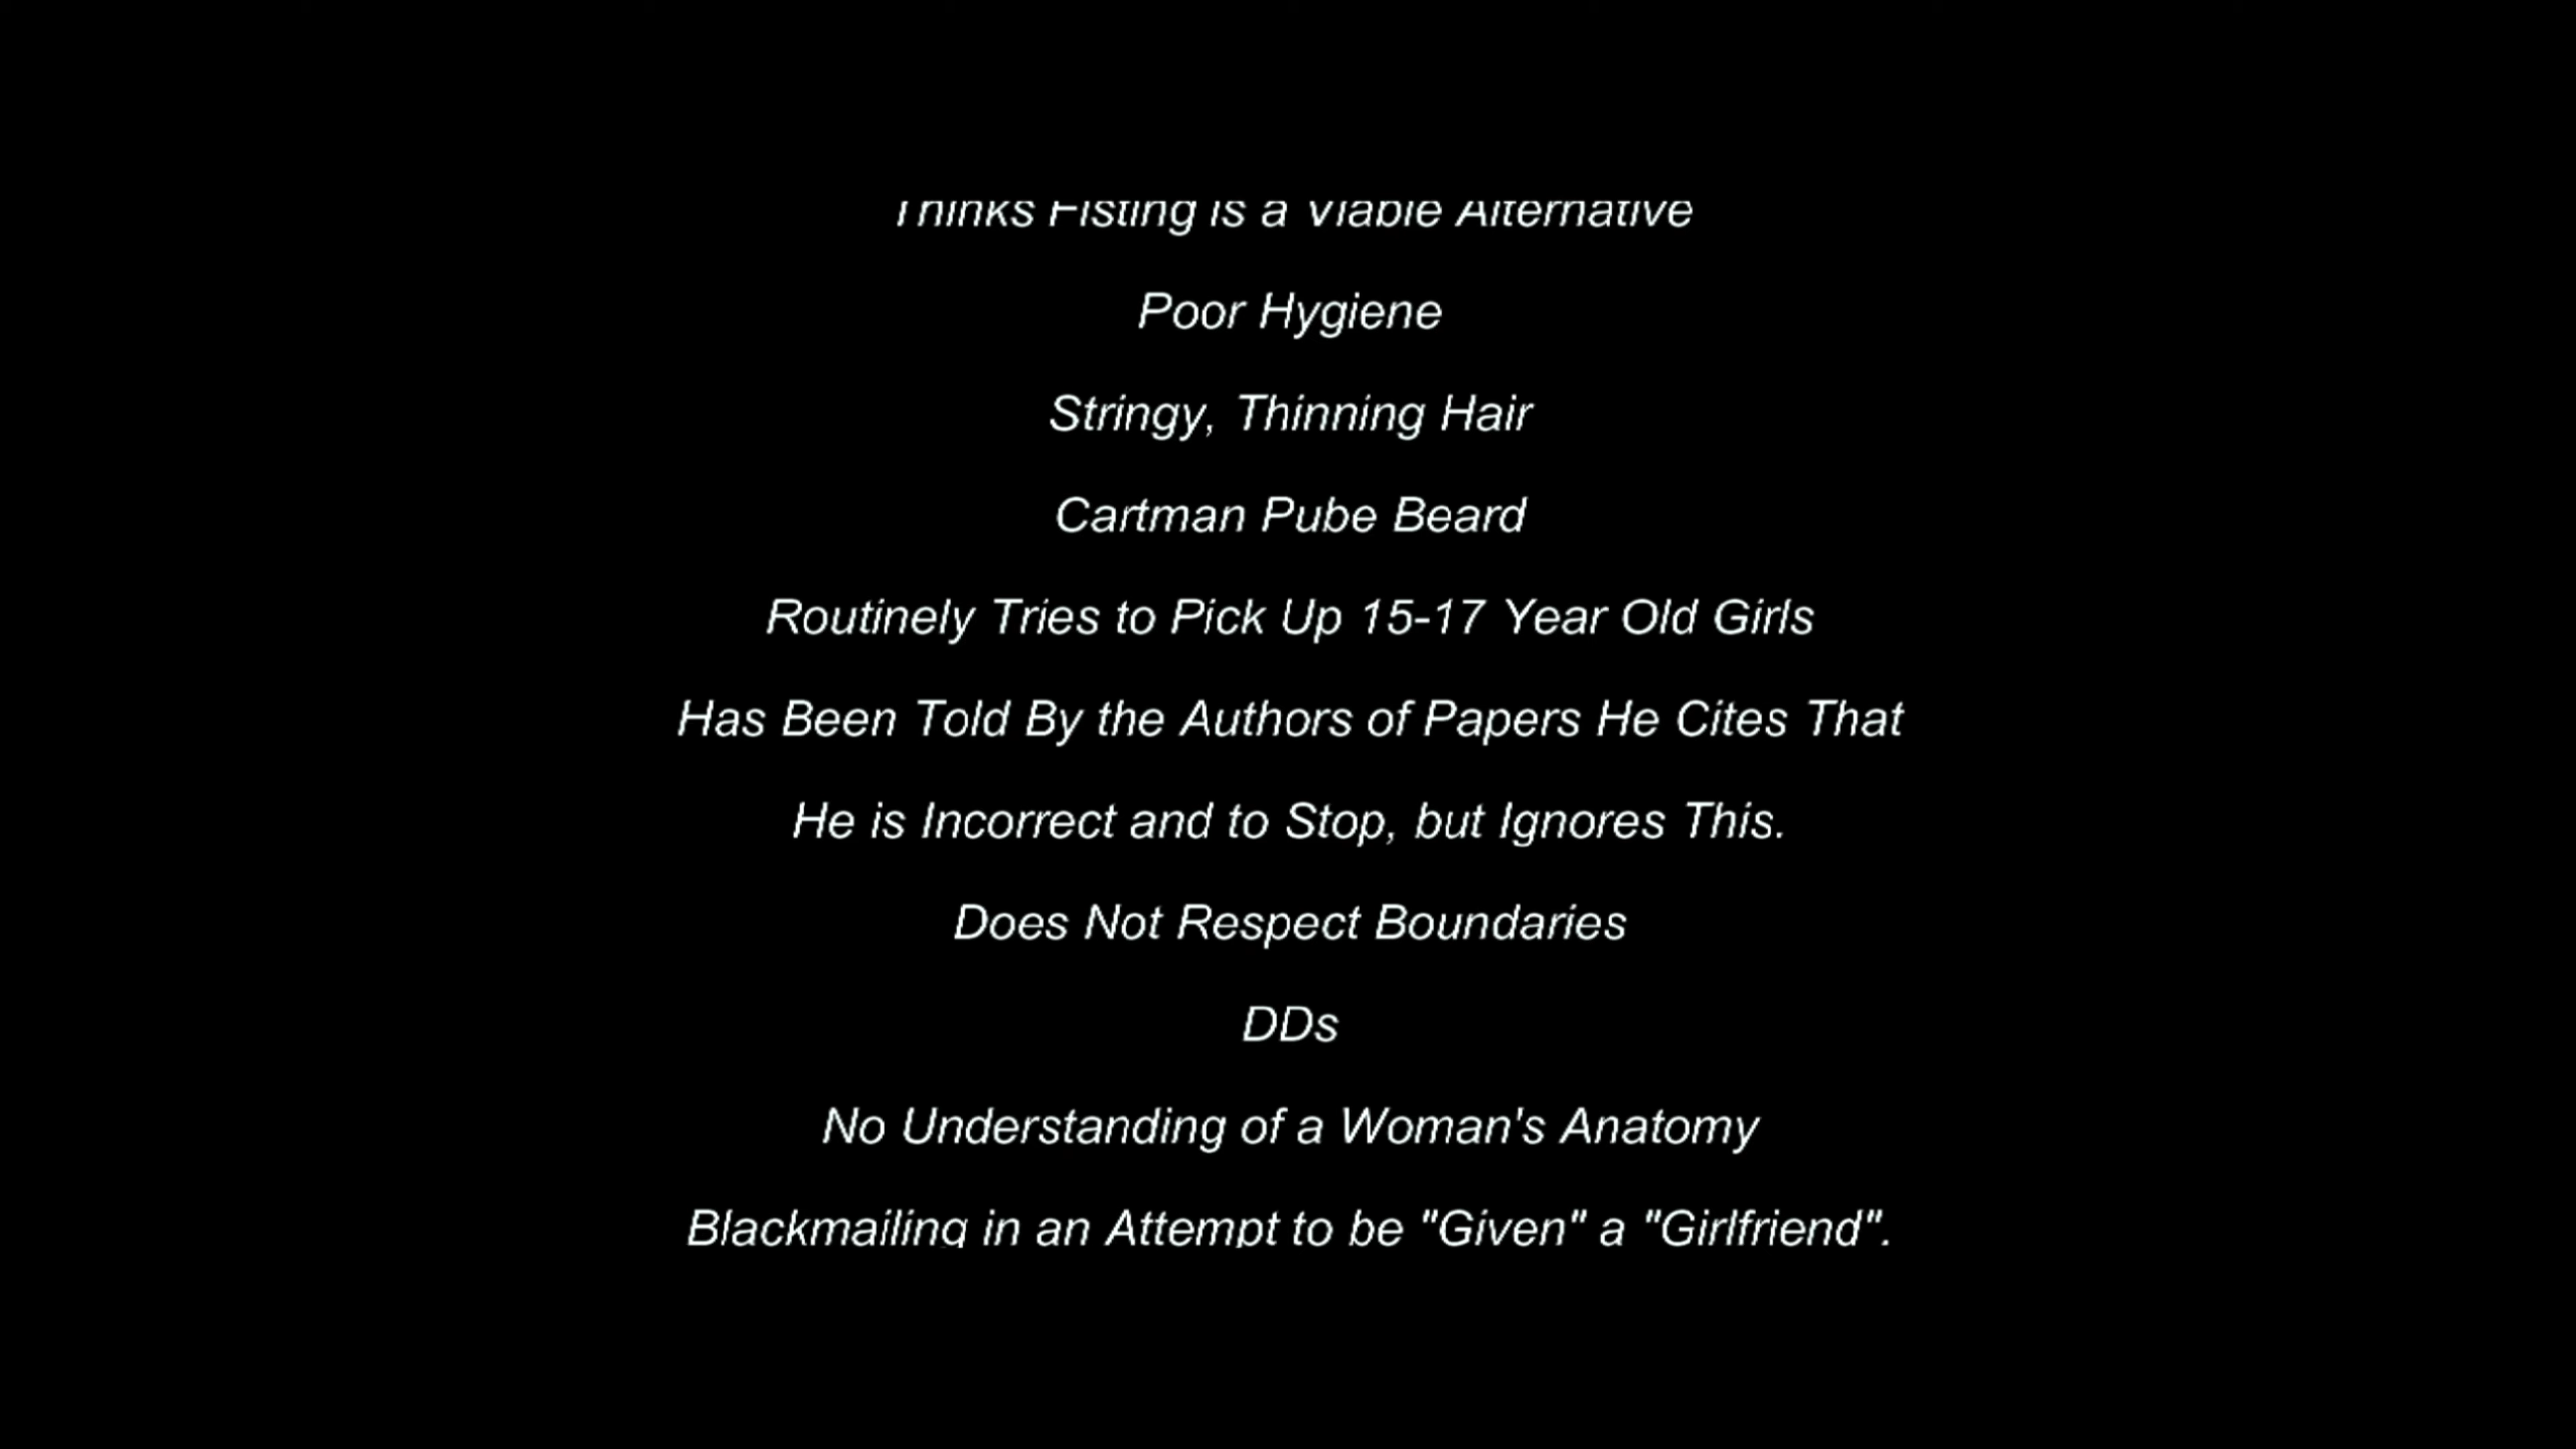 Thinks Fisting is a Viable Alternative
Poor Hygiene
Stringy, Thinning Hair
Cartman Pube Beard
Routinely Tries to Pick Up 15-17 Year Old Girls
Has Been Told By the Authors of Papers He Cites That
He is Incorrect and to Stop, but Ignores This.
Does Not Respect Boundaries
DDs
No Understanding of a Woman's Anatomy
Blackmailing in an Attempt to be "Given" a "Girlfriend".